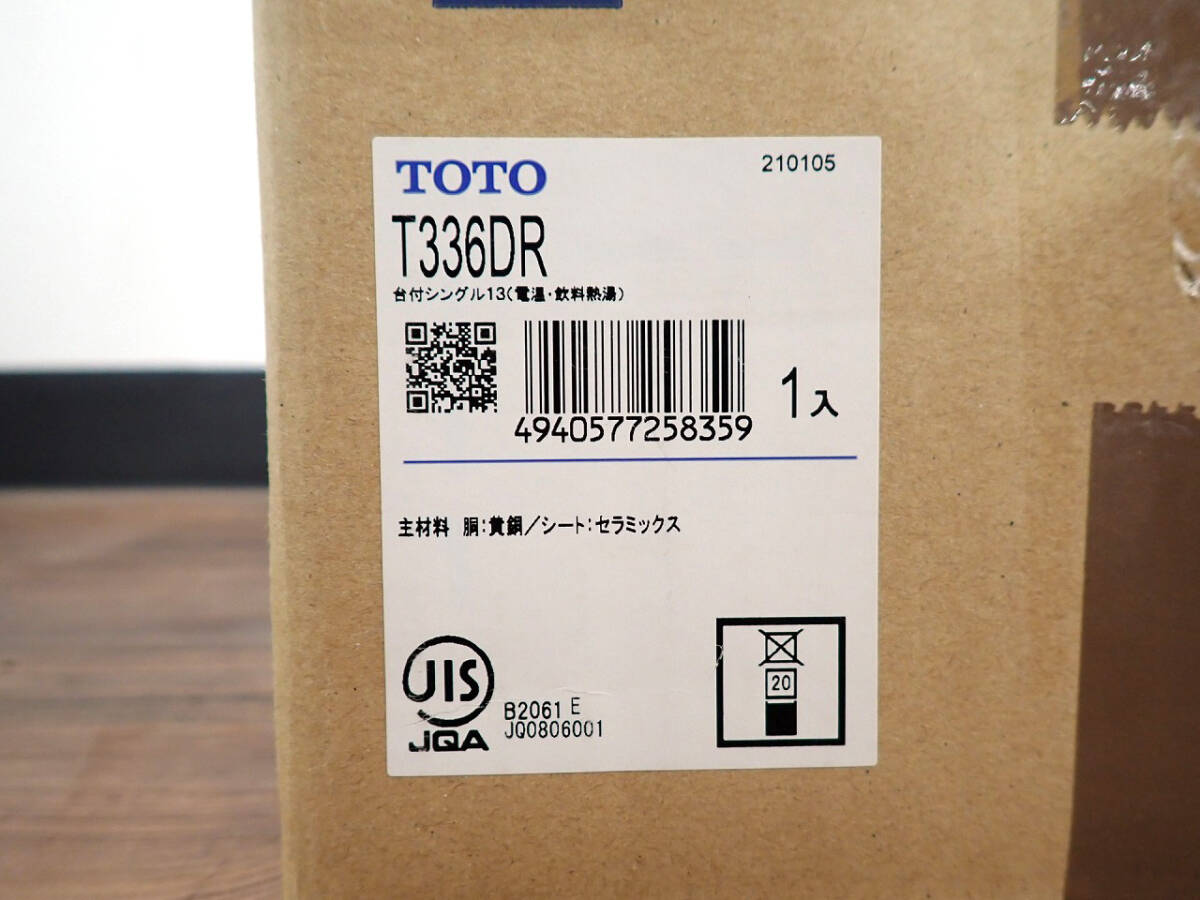 TOTO
210105
T336DR
台付シングル13(電温・飲料熱湯)
4940577258359
1入
主材料 胴:黄銅/シート:セラミックス
JIS
JQA
B2061 E
JQ0806001
20